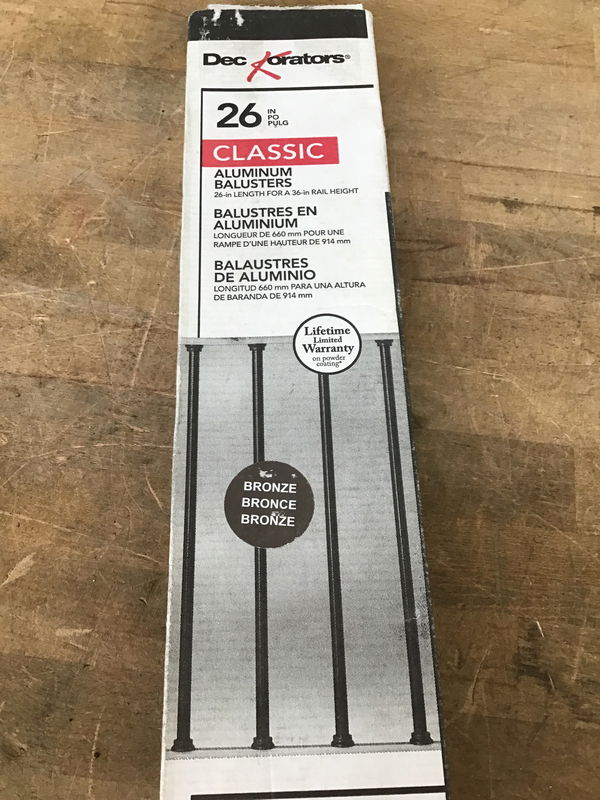 DecKorators®
26 IN
PO
PULG
CLASSIC
ALUMINUM
BALUSTERS
26-in LENGTH FOR A 36-in RAIL HEIGHT
BALUSTRES EN
ALUMINIUM
LONGUEUR DE 660 mm POUR UNE
RAMPE D'UNE HAUTEUR DE 914 mm
BALAUSTRES
DE ALUMINIO
LONGITUD 660 mm PARA UNA ALTURA
DE BARANDA DE 914 mm
Lifetime
Limited
Warranty
on powder
coating*
BRONZE
BRONCE
BRONZE